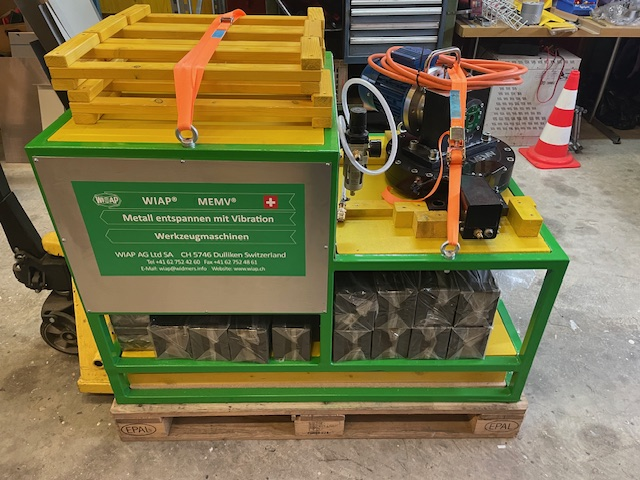 WIAP
WIAP® MEMV®
Metall entspannen mit Vibration
Werkzeugmaschinen
WIAP AG Ltd SA CH 5746 Dulliken Switzerland
Tel +41 62 752 42 60 Fax +41 62 752 48 61
E-Mail: wiap@widmers.info Website: www.wiap.ch
EPAL
EPAL